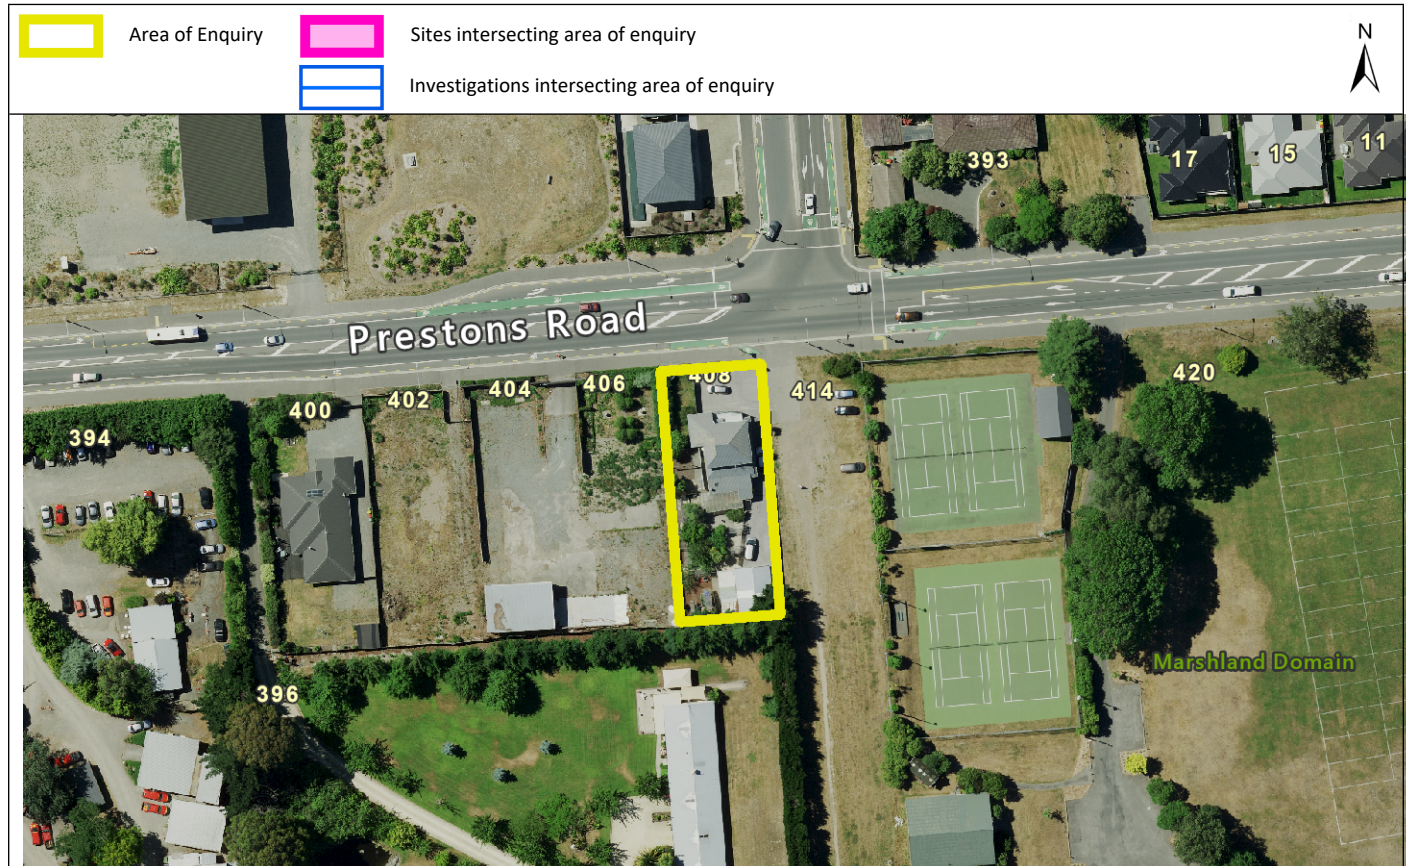 Area of Enquiry
Sites intersecting area of enquiry
N
Investigations intersecting area of enquiry
393
17
15
11
Prestons Road
394
400
402
404
406
408
414
420
396
Marshland Domain